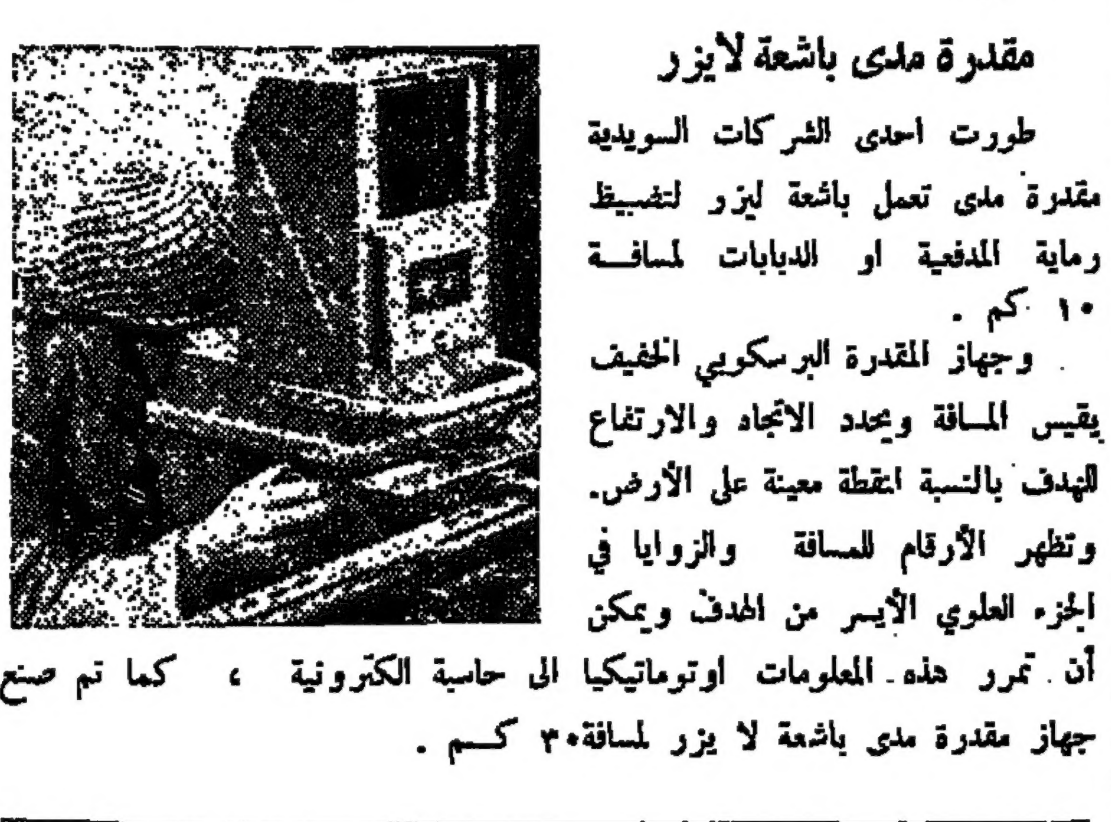 مقدرة مدى باشعة لايزر
طورت احدى الشركات السويدية
مقدرة مدى تعمل باشعة ليزر لتضبيظ
رماية المدفعية او الدبابات لمسافة
١٠ كم .
وجهاز المقدرة البرسكوبي الخفيف
يقيس المسافة ويحدد الاتجاه والارتفاع
للهدف بالنسبة لنقطة معينة على الأرض.
وتظهر الأرقام للمسافة والزوايا في
الجزء العلوي الأيسر من الهدف ويمكن
أن تمرر هذه المعلومات اوتوماتيكيا الى حاسبة الكترونية ، كما تم صنع
جهاز مقدرة مدى باشعة لا يزر لمسافة ٣٠ كم .